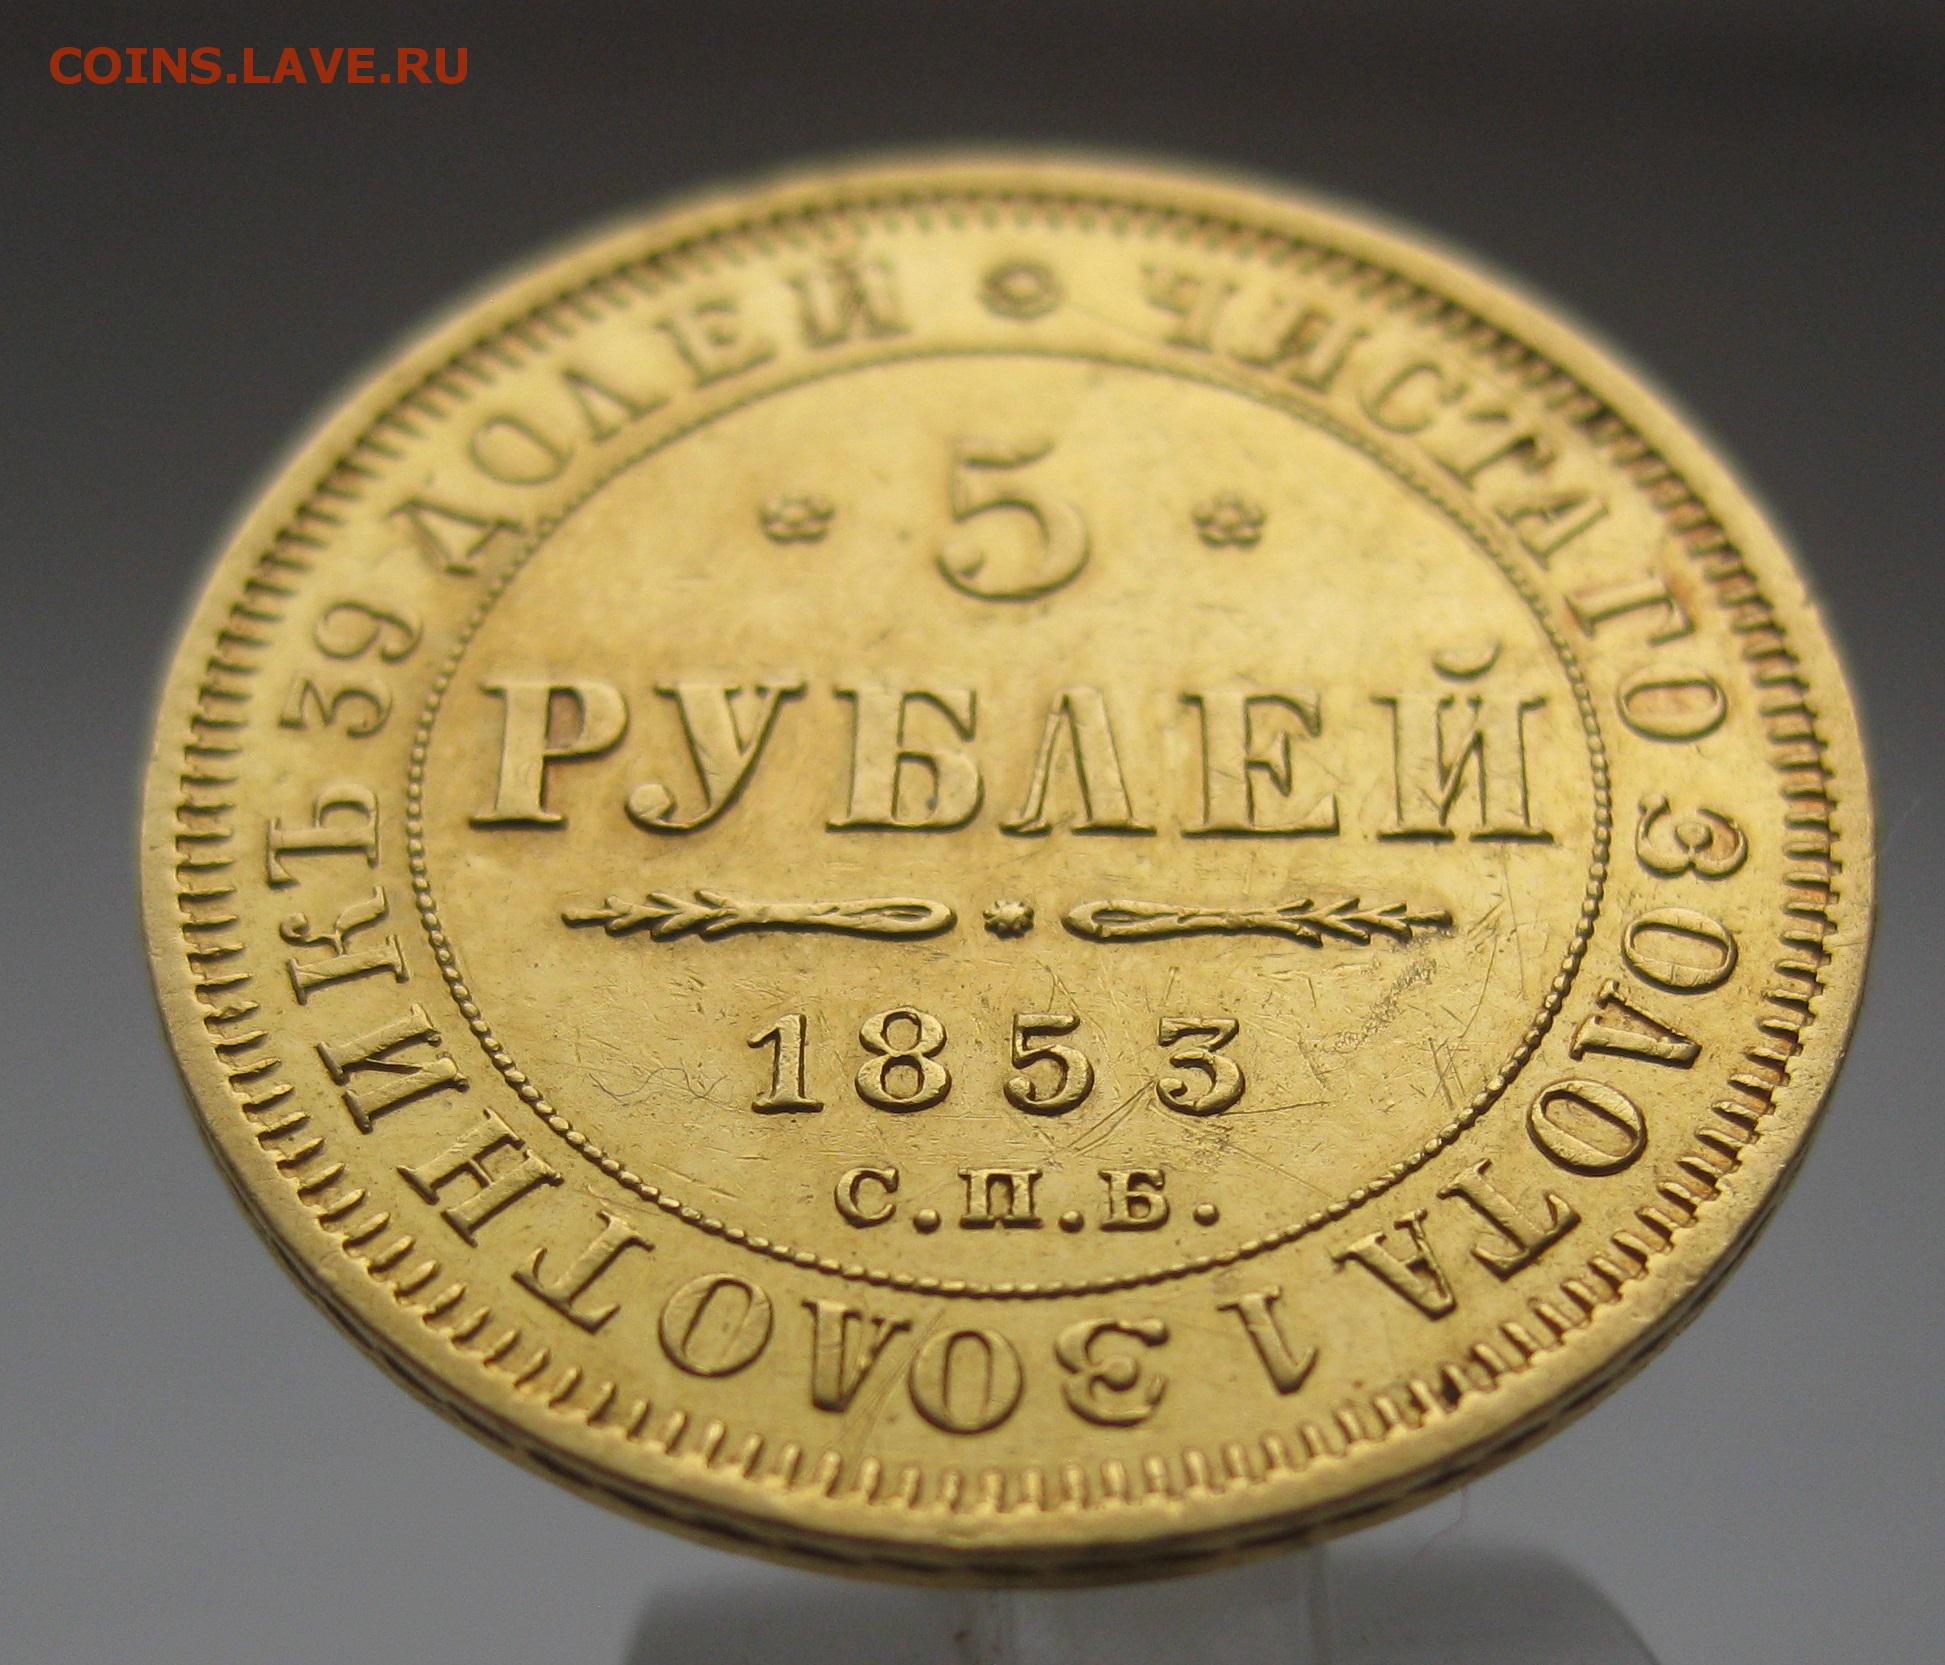 COINS.LAVE.RU
ЧИСТАГО ЗОЛОТА 1 ЗОЛОТНИКЪ 39 ДОЛЕЙ
5
РУБЛЕЙ
1853
С.П.Б.